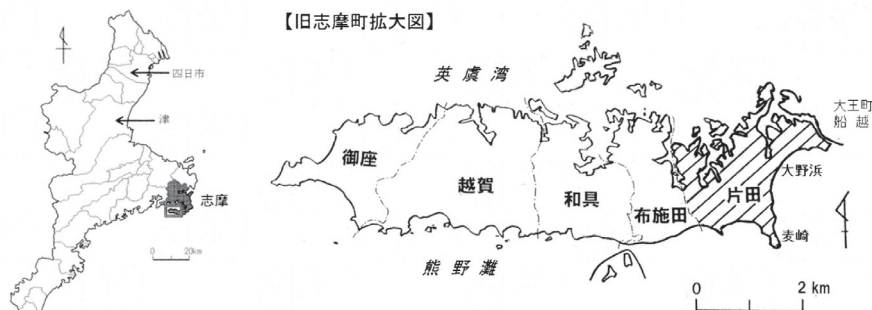 四日市
津
志摩
0 20km
【旧志摩町拡大図】
英虞湾
大王町
船越
御座
越賀
和具
布施田
片田
大野浜
麦崎
熊野灘
0 2 km